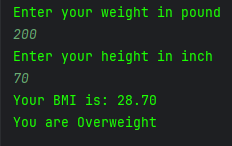 Enter your weight in pound
200
Enter your height in inch
70
Your BMI is: 28.70
You are Overweight